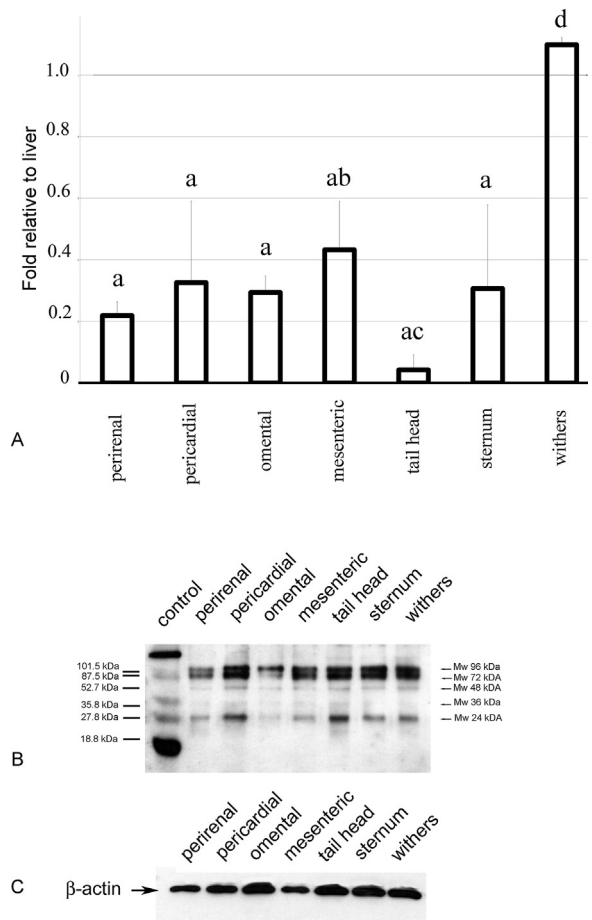 d
1.0
0.8
Fold relative to liver
a
ab
a
0.6
a
a
0.4
ac
0.2
0
perirenal
pericardial
omental
mesenteric
tail head
sternum
withers
A
control
perirenal
pericardial
omental
mesenteric
tail head
sternum
withers
101.5 kDa
87.5 kDa
52.7 kDa
35.8 kDa
27.8 kDa
18.8 kDa
Mw 96 kDa
Mw 72 kDA
Mw 48 kDA
Mw 36 kDa
Mw 24 kDA
B
perirenal
pericardial
omental
mesenteric
tail head
sternum
withers
C
β-actin